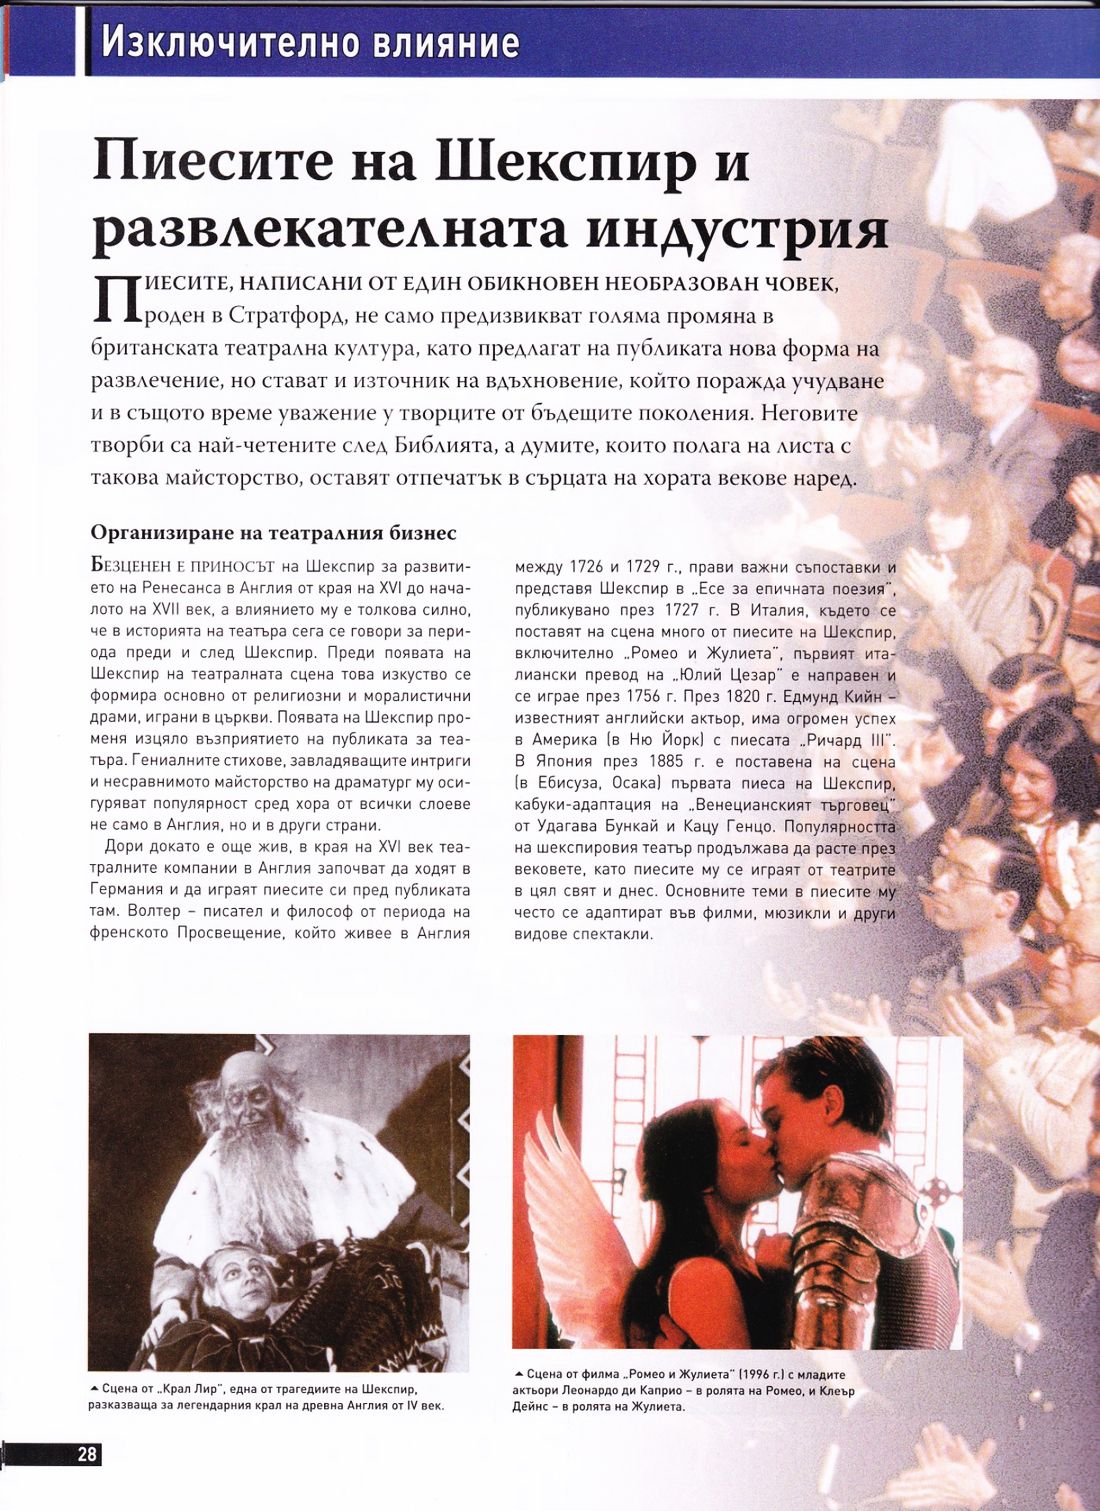 Изключително влияние
Пиесите на Шекспир и
развлекателната индустрия
ПИЕСИТЕ, НАПИСАНИ ОТ ЕДИН ОБИКНОВЕН НЕОБРАЗОВАН ЧОВЕК,
роден в Стратфорд, не само предизвикват голяма промяна в
британската театрална култура, като предлагат на публиката нова форма на
развлечение, но стават и източник на вдъхновение, който поражда учудване
и в същото време уважение у творците от бъдещите поколения. Неговите
творби са най-четените след Библията, а думите, които полага на листа с
такова майсторство, оставят отпечатък в сърцата на хората векове наред.
Организиране на театралния бизнес
БЕЗЦЕНЕН Е ПРИНОСЪТ на Шекспир за развити-
ето на Ренесанса в Англия от края на XVI до нача-
лото на XVII век, а влиянието му е толкова силно,
че в историята на театъра сега се говори за пери-
ода преди и след Шекспир. Преди появата на
Шекспир на театралната сцена това изкуство се
формира основно от религиозни и моралистични
драми, играни в църкви. Появата на Шекспир про-
меня изцяло възприятието на публиката за теа-
търа. Гениалните стихове, завладяващите интриги
и несравнимото майсторство на драматург му оси-
гуряват популярност сред хора от всички слоеве
не само в Англия, но и в други страни.
Дори докато е още жив, в края на XVI век теа-
тралните компании в Англия започват да ходят в
Германия и да играят пиесите си пред публиката
там. Волтер – писател и философ от периода на
френското Просвещение, който живее в Англия
между 1726 и 1729 г., прави важни съпоставки и
представя Шекспир в „Есе за епичната поезия",
публикувано през 1727 г. В Италия, където се
поставят на сцена много от пиесите на Шекспир,
включително „Ромео и Жулиета", първият ита-
лиански превод на „Юлий Цезар" е направен и
се играе през 1756 г. През 1820 г. Едмунд Кийн –
известният английски актьор, има огромен успех
в Америка (в Ню Йорк) с пиесата „Ричард III".
В Япония през 1885 г. е поставена на сцена
(в Ебисуза, Осака) първата пиеса на Шекспир,
кабуки-адаптация на „Венецианският търговец"
от Удагава Бункай и Кацу Генцо. Популярността
на шекспировия театър продължава да расте през
вековете, като пиесите му се играят от театрите
в цял свят и днес. Основните теми в пиесите му
често се адаптират във филми, мюзикли и други
видове спектакли.
Сцена от „Крал Лир", една от трагедиите на Шекспир,
разказваща за легендарния крал на древна Англия от IV век.
Сцена от филма „Ромео и Жулиета" (1996 г.) с младите
актьори Леонардо ди Каприо – в ролята на Ромео, и Клеър
Дейнс – в ролята на Жулиета.
28